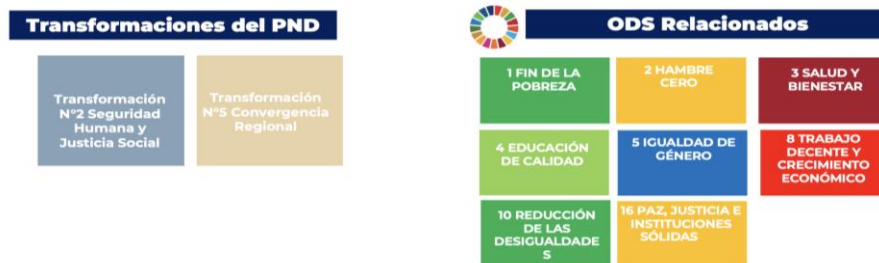 Transformaciones del PND
Transformación
N°2 Seguridad
Humana y
Justicia Social
Transformación
N°5 Convergencia
Regional
ODS Relacionados
1 FIN DE LA
POBREZA
2 HAMBRE
CERO
3 SALUD Y
BIENESTAR
4 EDUCACIÓN
DE CALIDAD
5 IGUALDAD DE
GÉNERO
8 TRABAJO
DECENTE Y
CRECIMIENTO
ECONÓMICO
10 REDUCCIÓN
DE LAS
DESIGUALDADE
S
16 PAZ, JUSTICIA E
INSTITUCIONES
SÓLIDAS